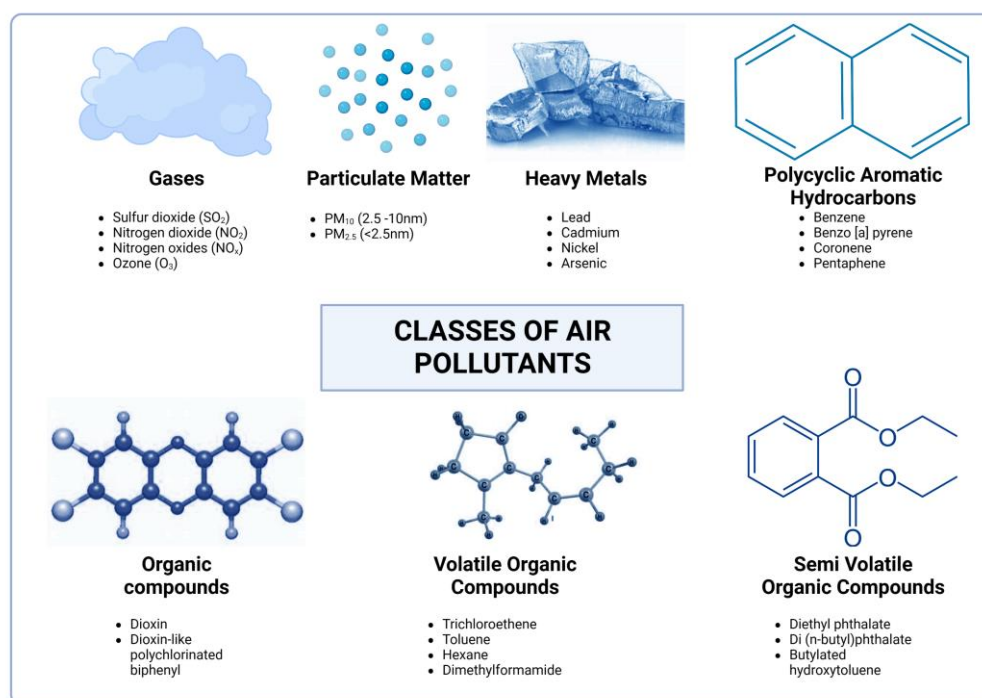 Gases
• Sulfur dioxide (SO₂)
• Nitrogen dioxide (NO₂)
• Nitrogen oxides (NOₓ)
• Ozone (O₃)
Particulate Matter
• PM₁₀ (2.5 -10nm)
• PM₂.₅ (<2.5nm)
Heavy Metals
• Lead
• Cadmium
• Nickel
• Arsenic
Polycyclic Aromatic
Hydrocarbons
• Benzene
• Benzo [a] pyrene
• Coronene
• Pentaphene
CLASSES OF AIR
POLLUTANTS
Organic
compounds
• Dioxin
• Dioxin-like
polychlorinated
biphenyl
Volatile Organic
Compounds
• Trichloroethene
• Toluene
• Hexane
• Dimethylformamide
O
O
O
O
Semi Volatile
Organic Compounds
• Diethyl phthalate
• Di (n-butyl)phthalate
• Butylated
hydroxytoluene